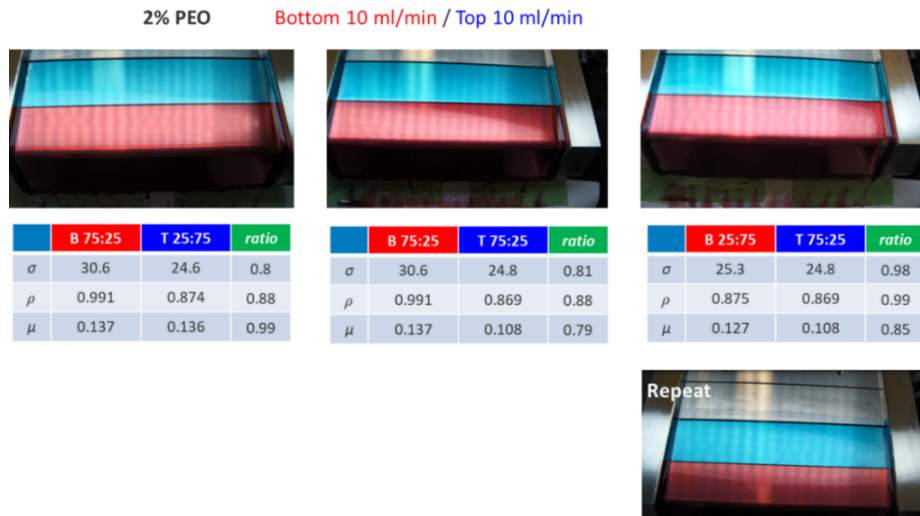 2% PEO Bottom 10 ml/min / Top 10 ml/min
B 75:25 T 25:75 ratio
σ 30.6 24.6 0.8
ρ 0.991 0.874 0.88
μ 0.137 0.136 0.99
B 75:25 T 75:25 ratio
σ 30.6 24.8 0.81
ρ 0.991 0.869 0.88
μ 0.137 0.108 0.79
B 25:75 T 75:25 ratio
σ 25.3 24.8 0.98
ρ 0.875 0.869 0.99
μ 0.127 0.108 0.85
Repeat